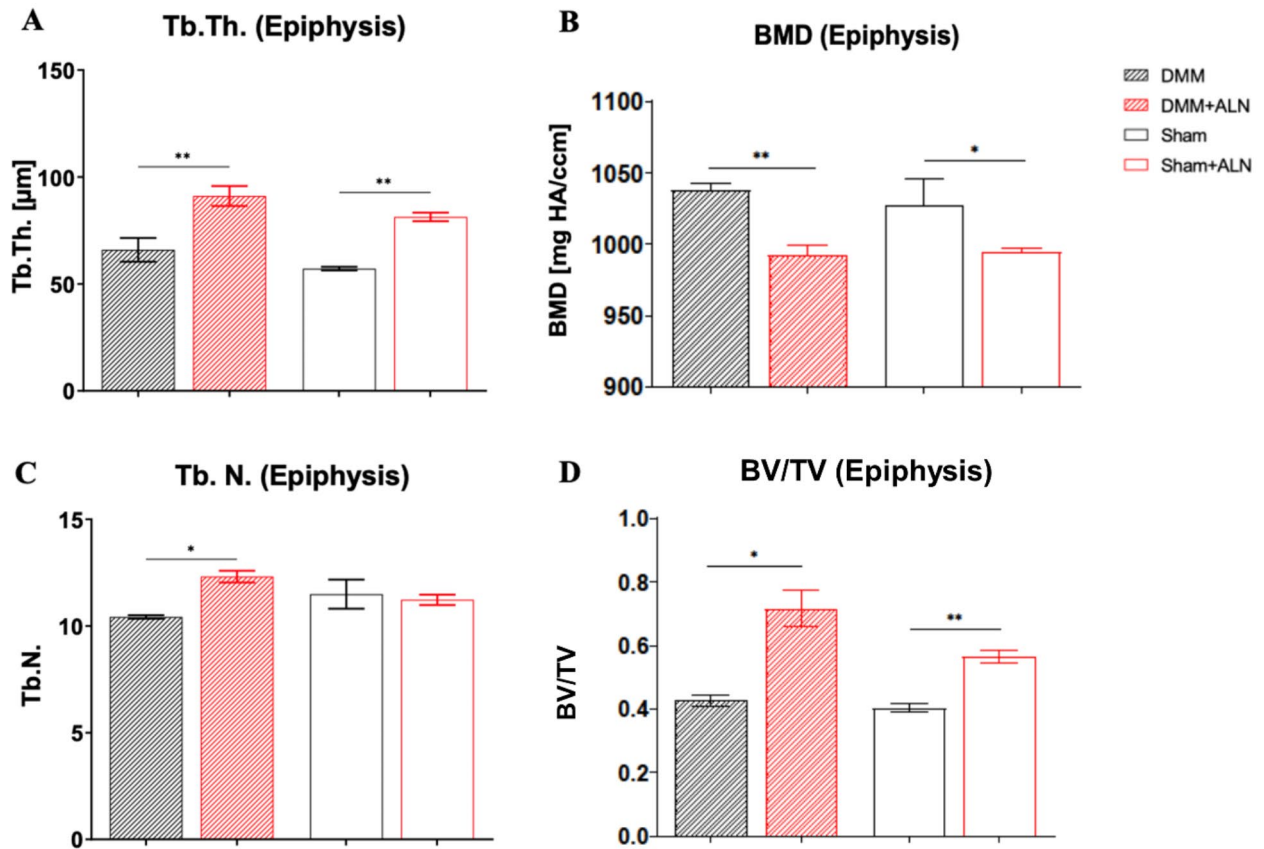 A
Tb.Th. (Epiphysis)
Tb.Th. [µm]
150
100
50
0
**
**
B
BMD (Epiphysis)
BMD [mg HA/ccm]
1100
1050
1000
950
900
**
*
DMM
DMM+ALN
Sham
Sham+ALN
C
Tb. N. (Epiphysis)
Tb.N.
15
10
5
0
*
D
BV/TV (Epiphysis)
BV/TV
1.0
0.8
0.6
0.4
0.2
0.0
*
**